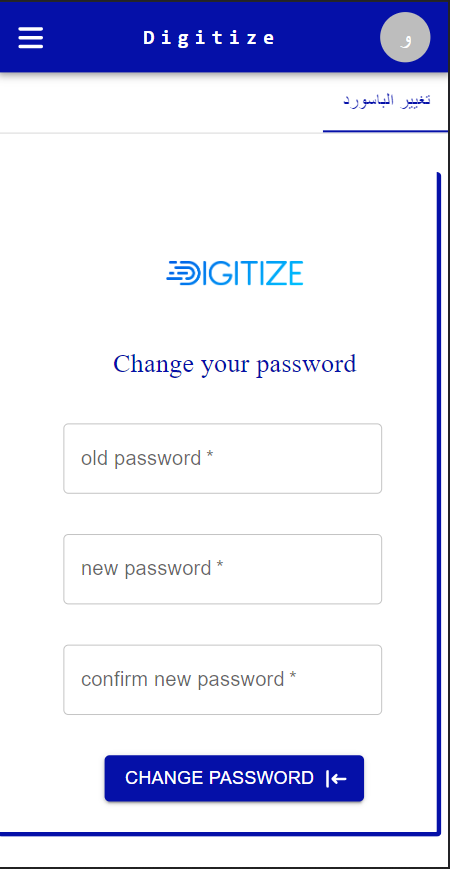 Digitize
و
تغيير الباسورد
DIGITIZE
Change your password
old password *
new password *
confirm new password *
CHANGE PASSWORD